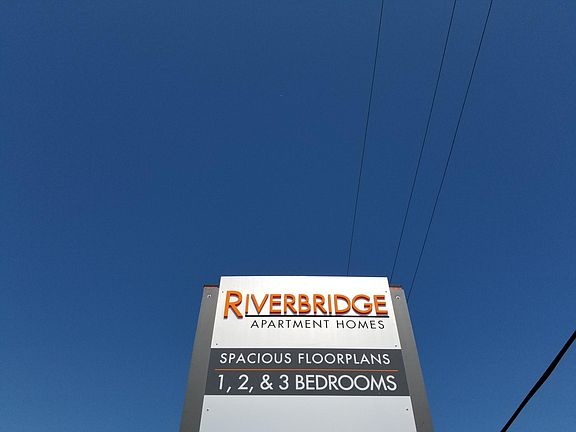 RIVERBRIDGE
APARTMENT HOMES
SPACIOUS FLOORPLANS
1, 2, & 3 BEDROOMS